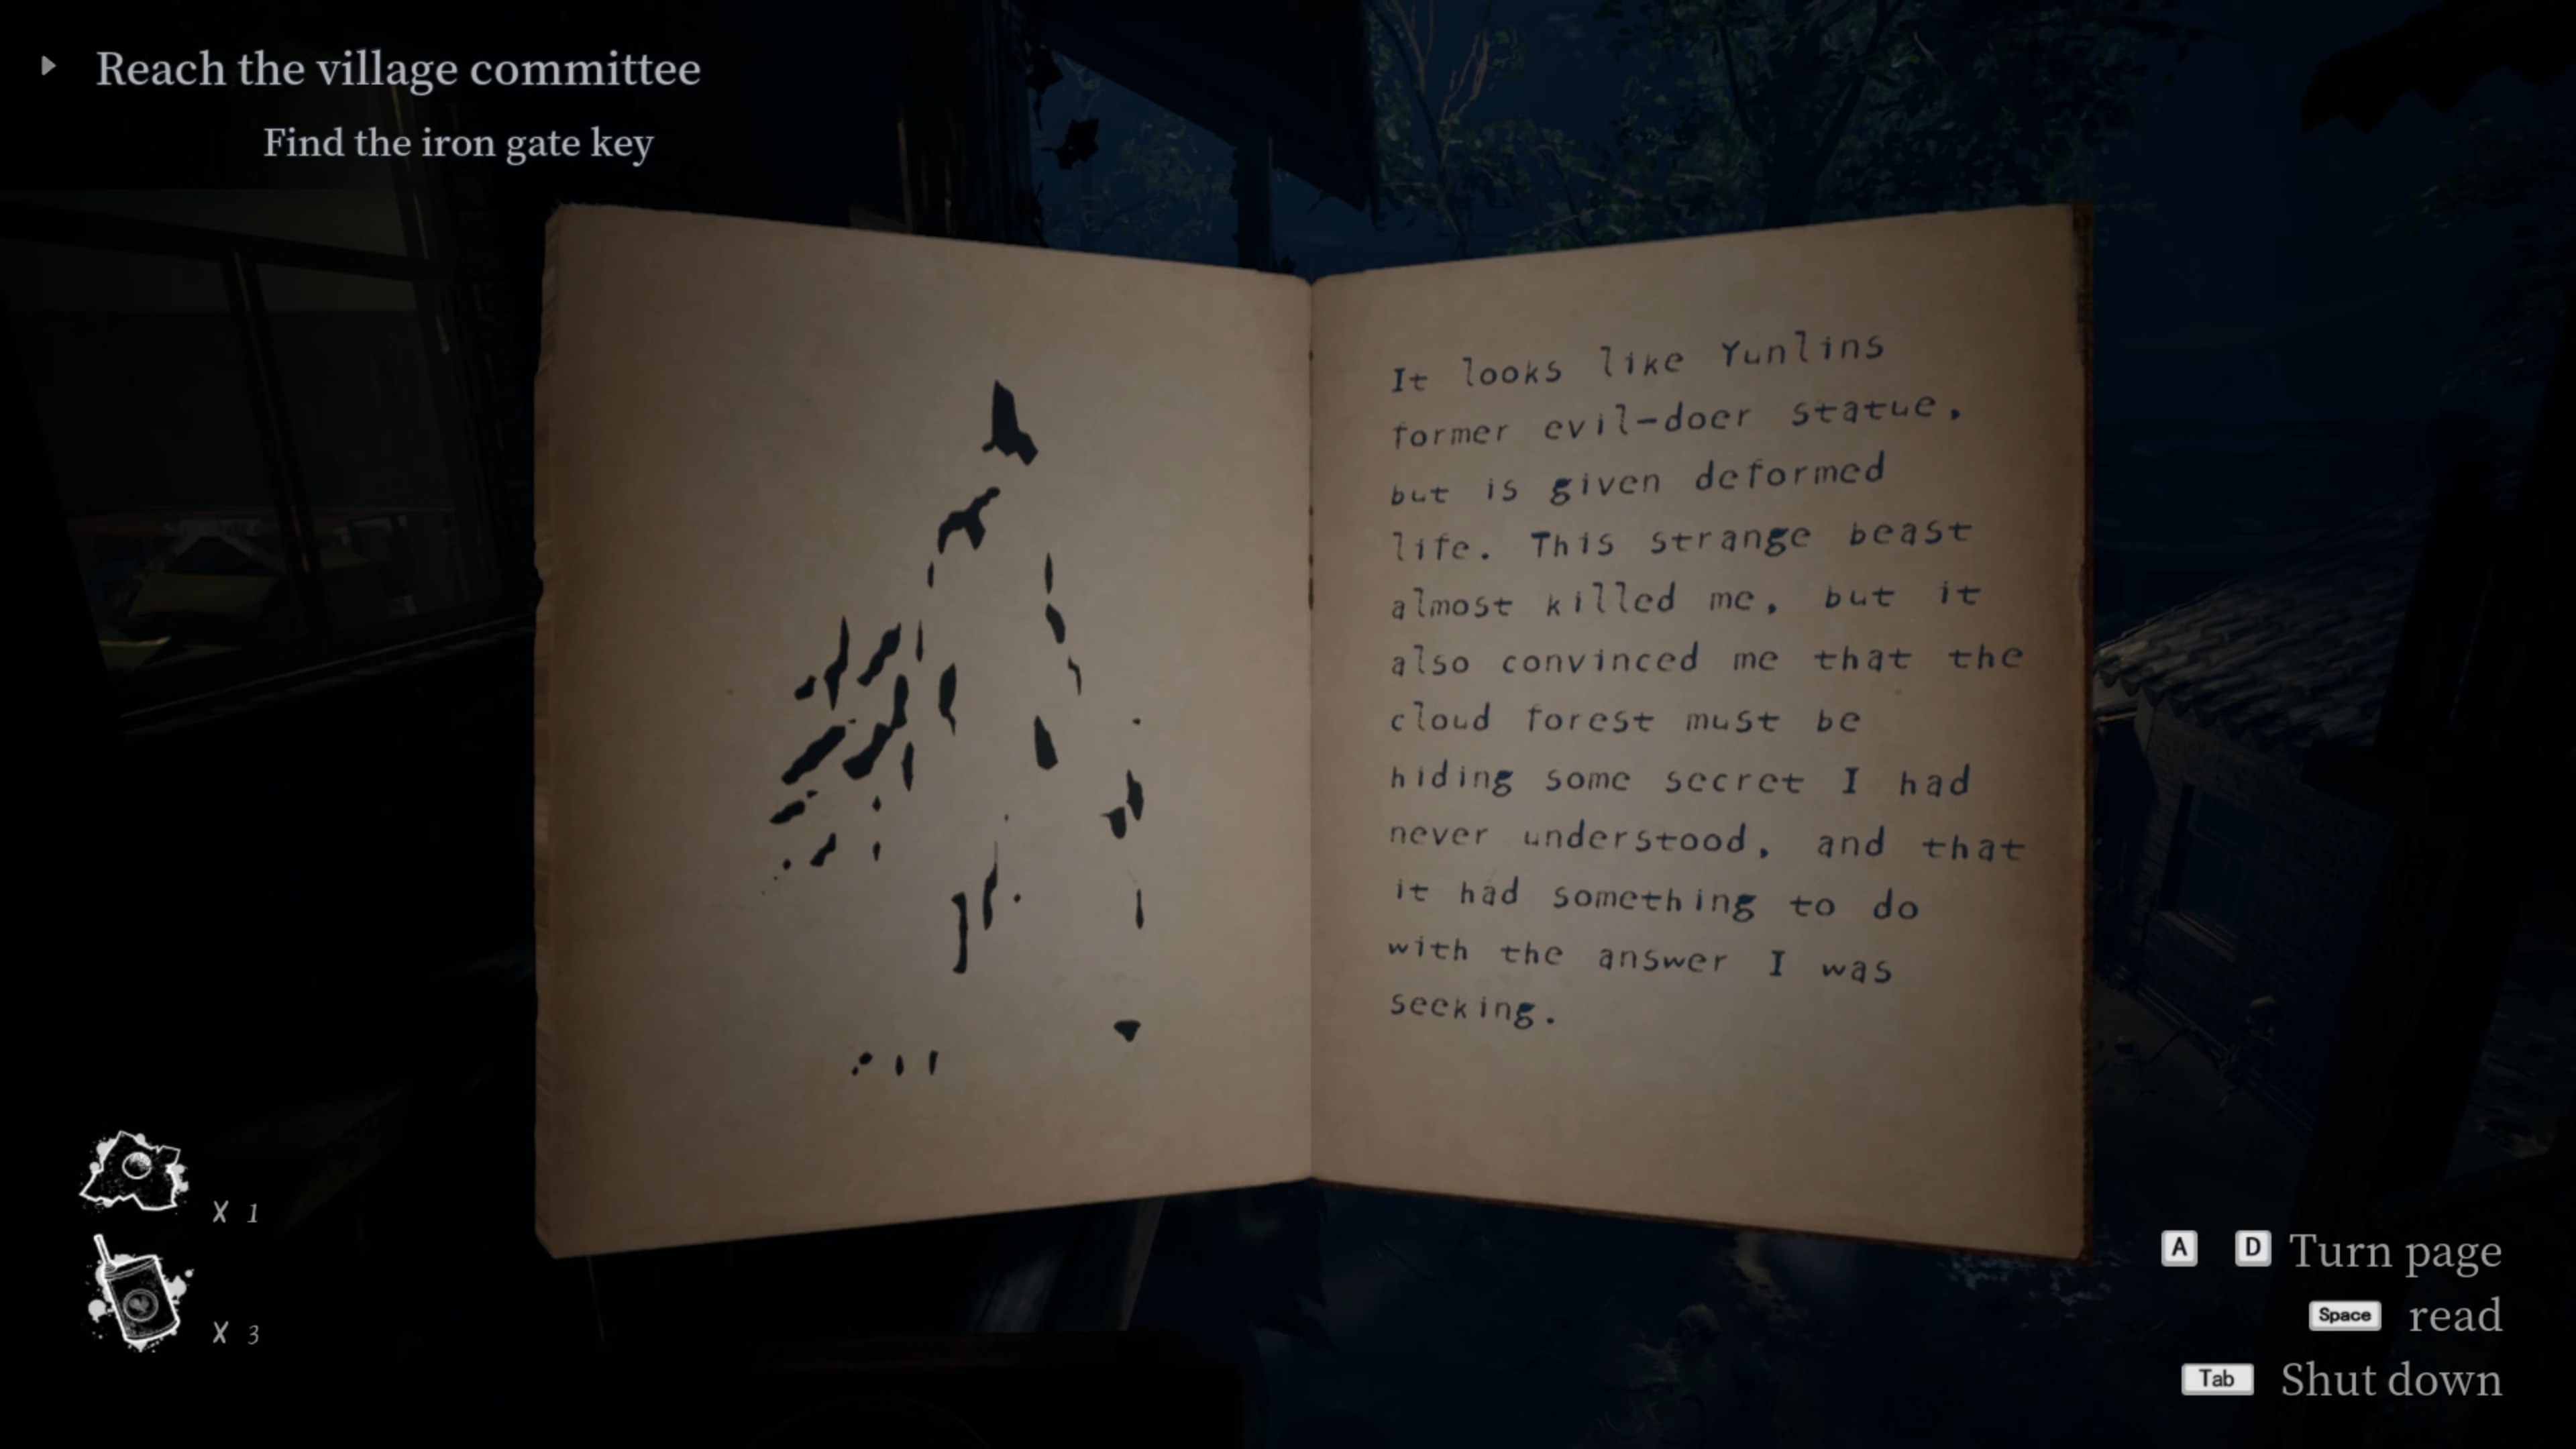 Reach the village committee
Find the iron gate key
It looks like Yunlins
former evil-doer statue,
but is given deformed
life. This strange beast
almost killed me, but it
also convinced me that the
cloud forest must be
hiding some secret I had
never understood, and that
it had something to do
with the answer I was
seeking.
X 1
X 3
A D Turn page
Space read
Tab Shut down